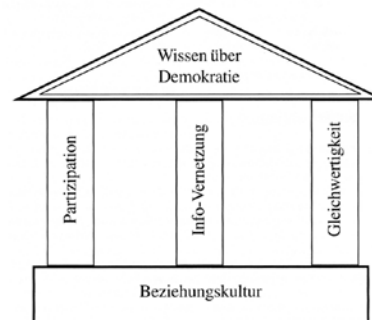 Wissen über
Demokratie
Partizipation
Info-Vernetzung
Gleichwertigkeit
Beziehungskultur